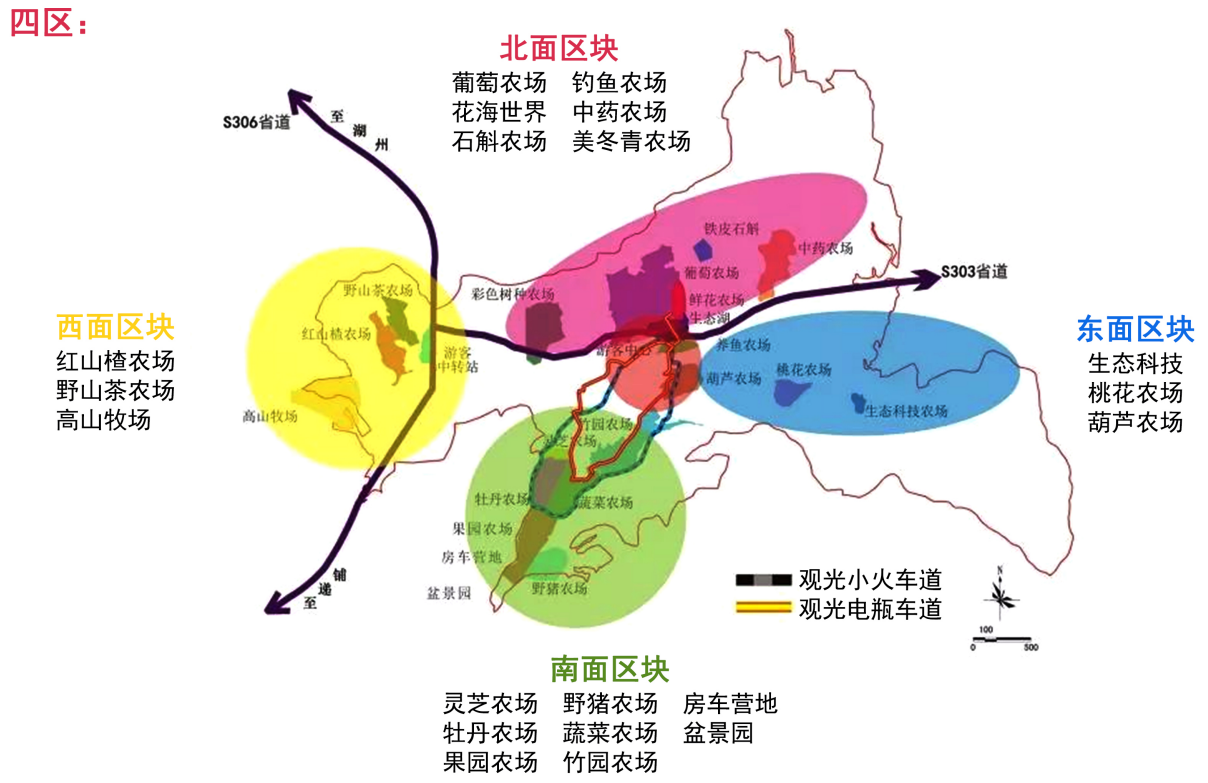 四区：
北面区块
葡萄农场 钓鱼农场
花海世界 中药农场
石斛农场 美冬青农场
S306省道
至湖州
铁皮石斛
中药农场
葡萄农场
S303省道
野山茶农场
彩色树种农场
鲜花农场
生态湖
西面区块
红山楂农场
野山茶农场
高山牧场
红山楂农场
游客中转站
游客中心
养鱼农场
东面区块
生态科技
桃花农场
葫芦农场
葫芦农场
桃花农场
生态科技农场
高山牧场
竹园农场
灵芝农场
牡丹农场
蔬菜农场
果园农场
房车营地
野猪农场
盆景园
至递铺
观光小火车道
观光电瓶车道
N
100
0 500
南面区块
灵芝农场 野猪农场 房车营地
牡丹农场 蔬菜农场 盆景园
果园农场 竹园农场